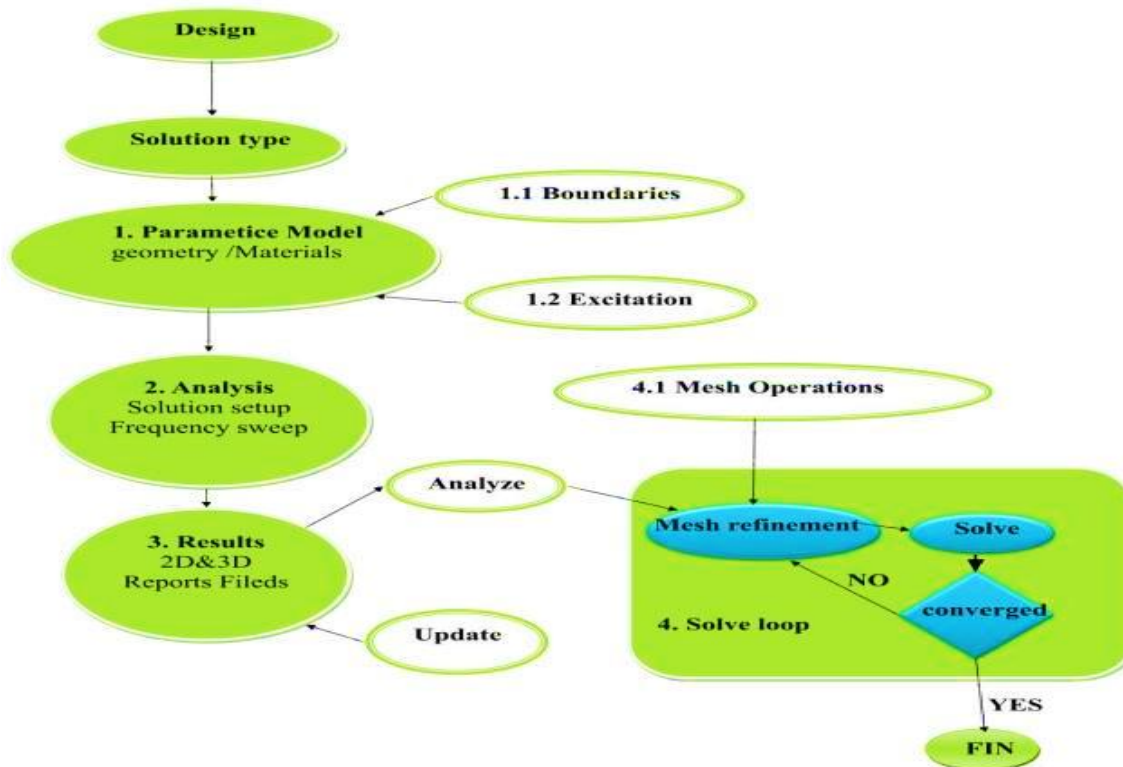 Design
Solution type
1.1 Boundaries
1. Parametice Model
geometry /Materials
1.2 Excitation
2. Analysis
Solution setup
Frequency sweep
4.1 Mesh Operations
Analyze
Mesh refinement
Solve
3. Results
2D&3D
Reports Fileds
NO
converged
4. Solve loop
Update
YES
FIN